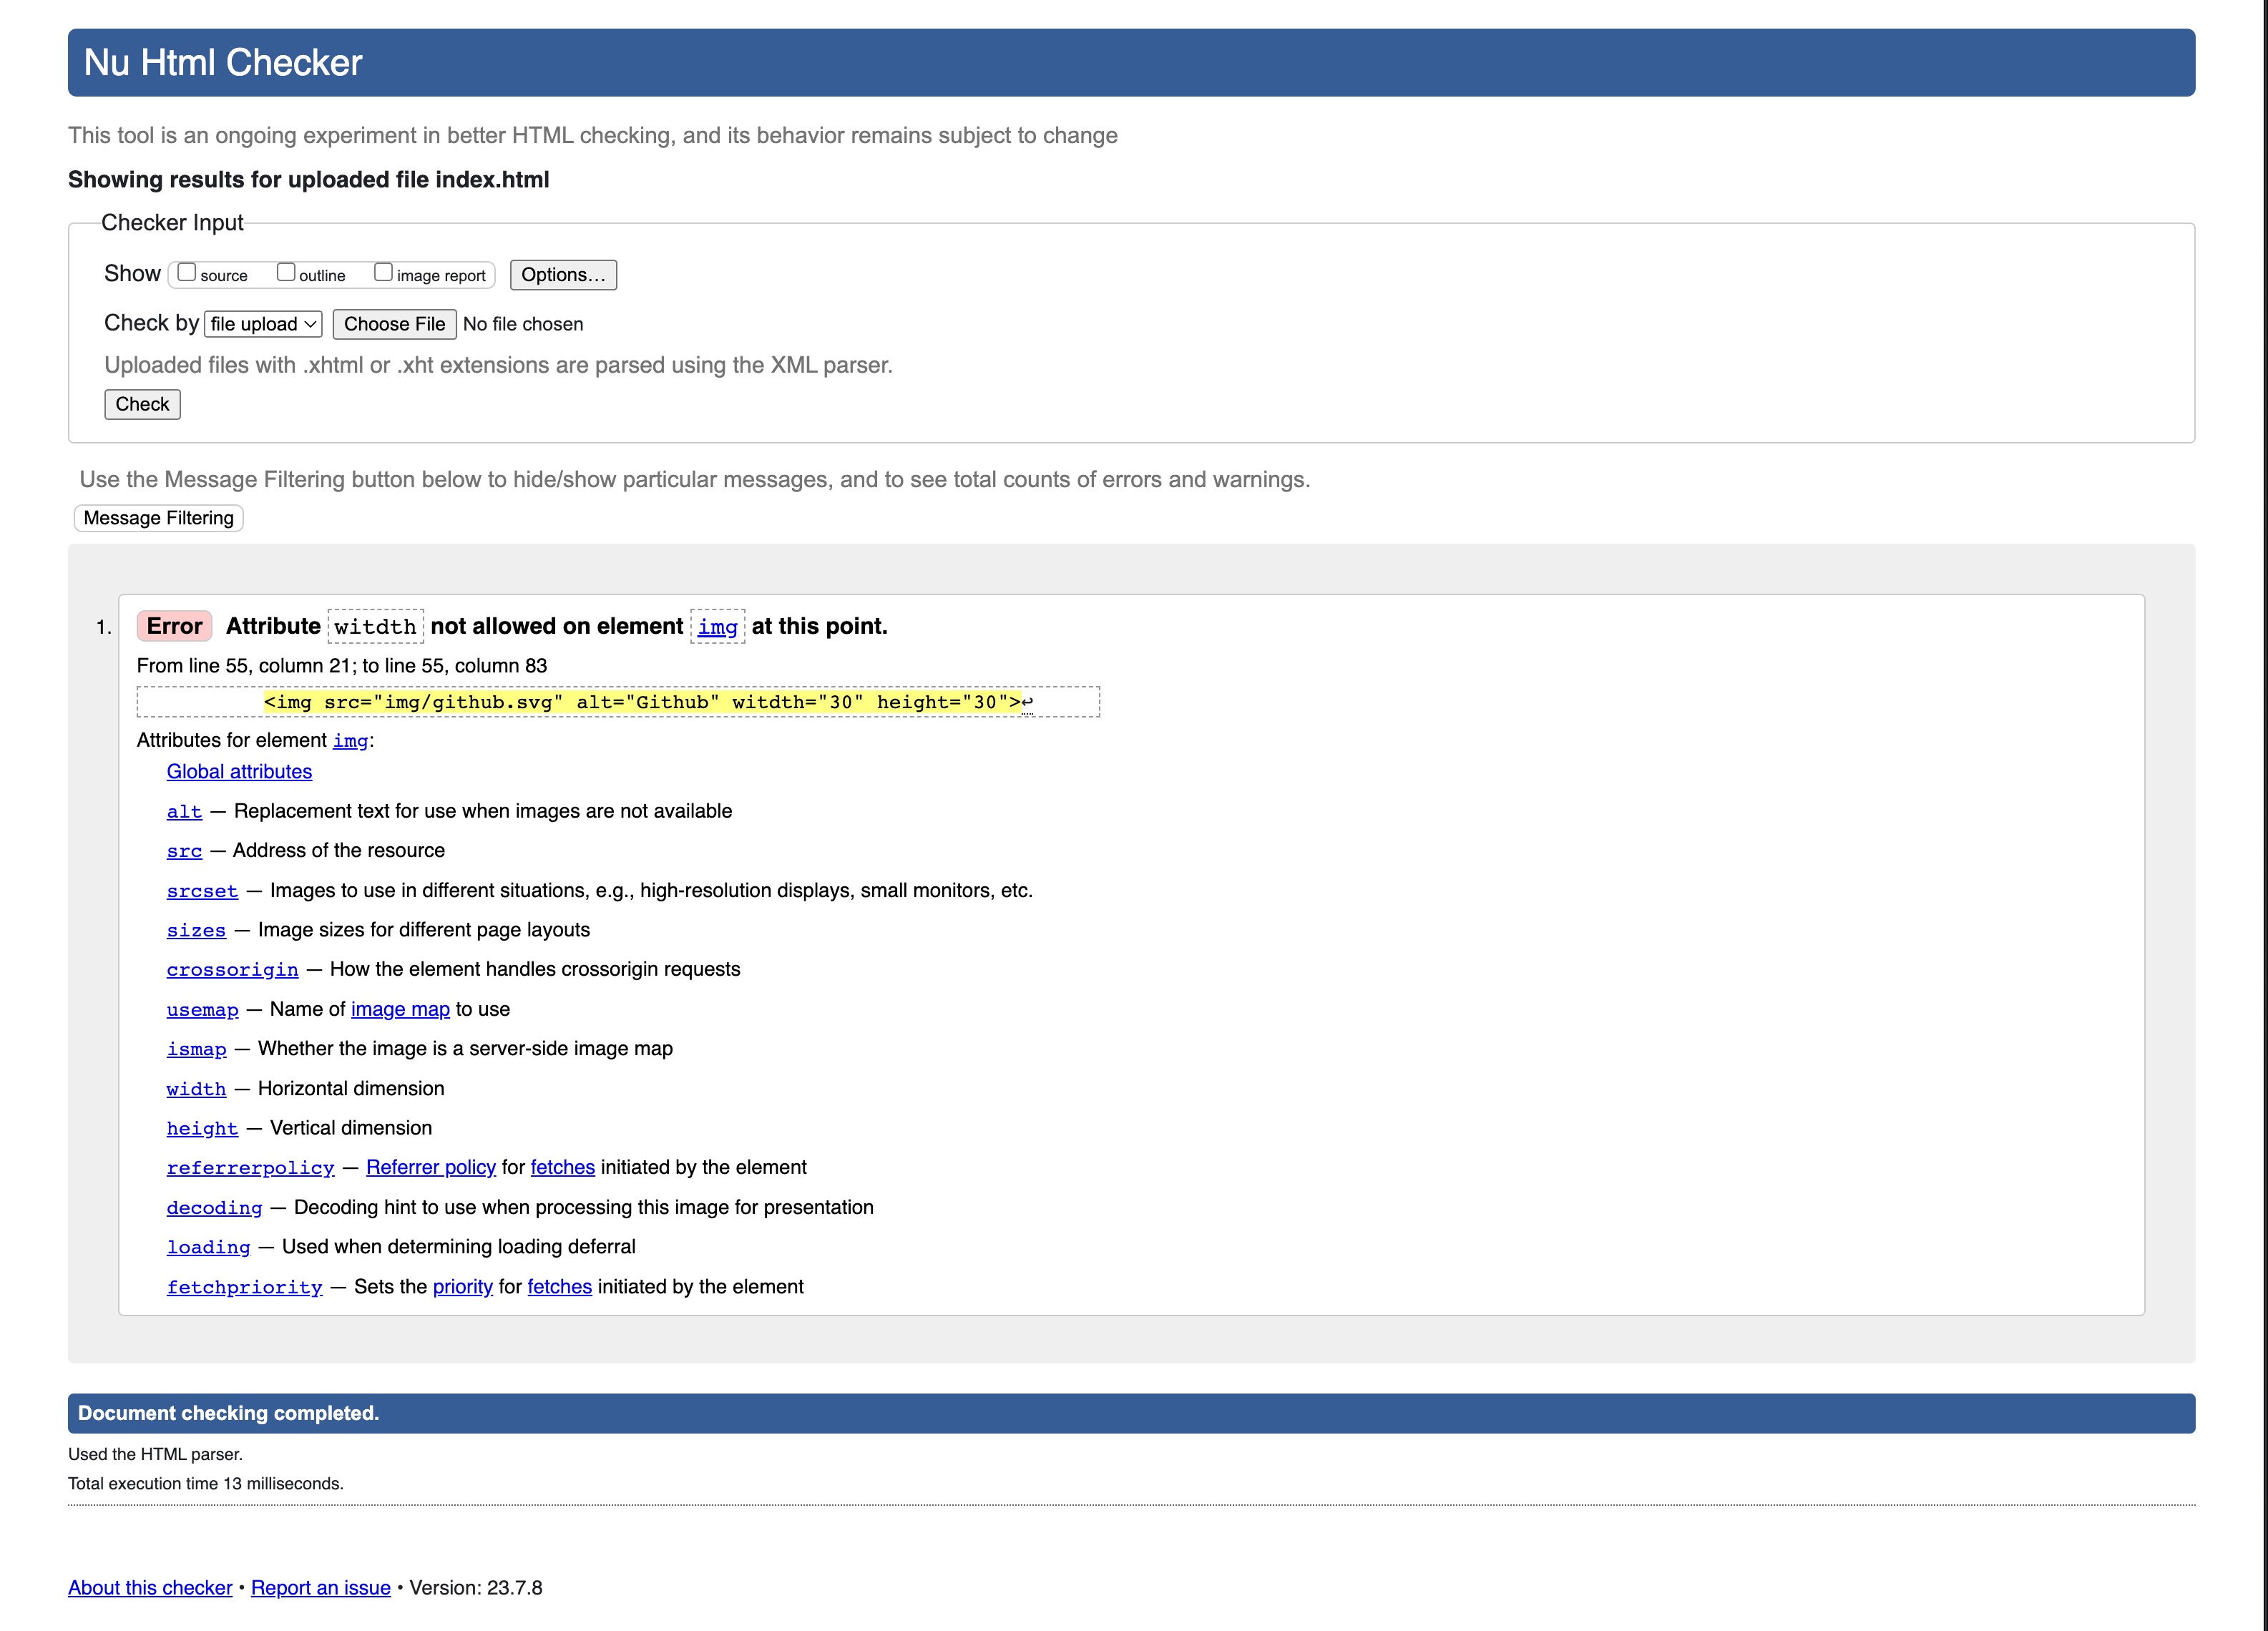 Nu Html Checker
This tool is an ongoing experiment in better HTML checking, and its behavior remains subject to change
Showing results for uploaded file index.html
Checker Input
Show source outline image report Options…
Check by file upload Choose File No file chosen
Uploaded files with .xhtml or .xht extensions are parsed using the XML parser.
Check
Use the Message Filtering button below to hide/show particular messages, and to see total counts of errors and warnings.
Message Filtering
1. Error Attribute witdth not allowed on element img at this point.
From line 55, column 21; to line 55, column 83
<img src="img/github.svg" alt="Github" witdth="30" height="30">↩
Attributes for element img:
Global attributes
alt — Replacement text for use when images are not available
src — Address of the resource
srcset — Images to use in different situations, e.g., high-resolution displays, small monitors, etc.
sizes — Image sizes for different page layouts
crossorigin — How the element handles crossorigin requests
usemap — Name of image map to use
ismap — Whether the image is a server-side image map
width — Horizontal dimension
height — Vertical dimension
referrerpolicy — Referrer policy for fetches initiated by the element
decoding — Decoding hint to use when processing this image for presentation
loading — Used when determining loading deferral
fetchpriority — Sets the priority for fetches initiated by the element
Document checking completed.
Used the HTML parser.
Total execution time 13 milliseconds.
About this checker • Report an issue • Version: 23.7.8